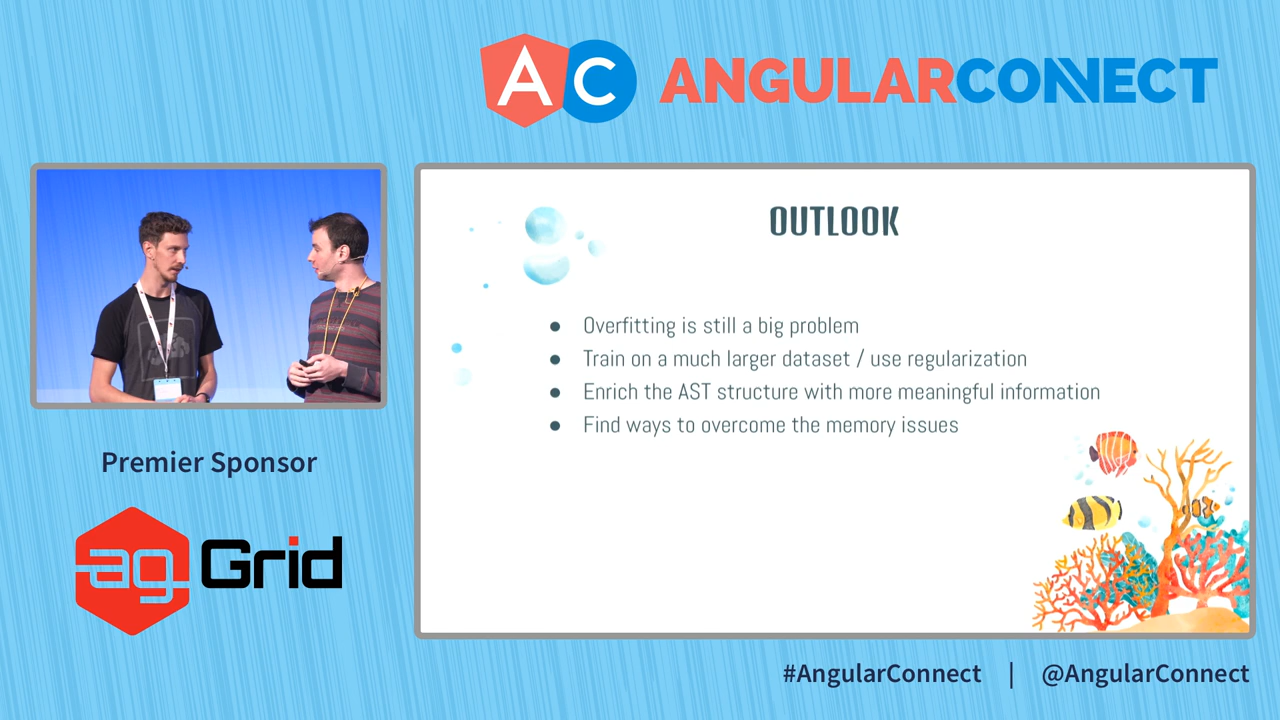 AC ANGULARCONNECT
OUTLOOK
● Overfitting is still a big problem
● Train on a much larger dataset / use regularization
● Enrich the AST structure with more meaningful information
● Find ways to overcome the memory issues
Premier Sponsor
ag Grid
#AngularConnect | @AngularConnect